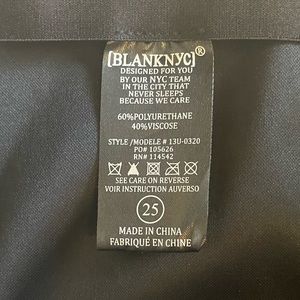 [BLANKNYC]®
DESIGNED FOR YOU
BY OUR NYC TEAM
IN THE CITY THAT
NEVER SLEEPS
BECAUSE WE CARE
60%POLYURETHANE
40%VISCOSE
STYLE/MODELE # 13U-0320
PO# 105626
RN# 114542
SEE CARE ON REVERSE
VOIR INSTRUCTION AUVERSO
25
MADE IN CHINA
FABRIQUÉ EN CHINE